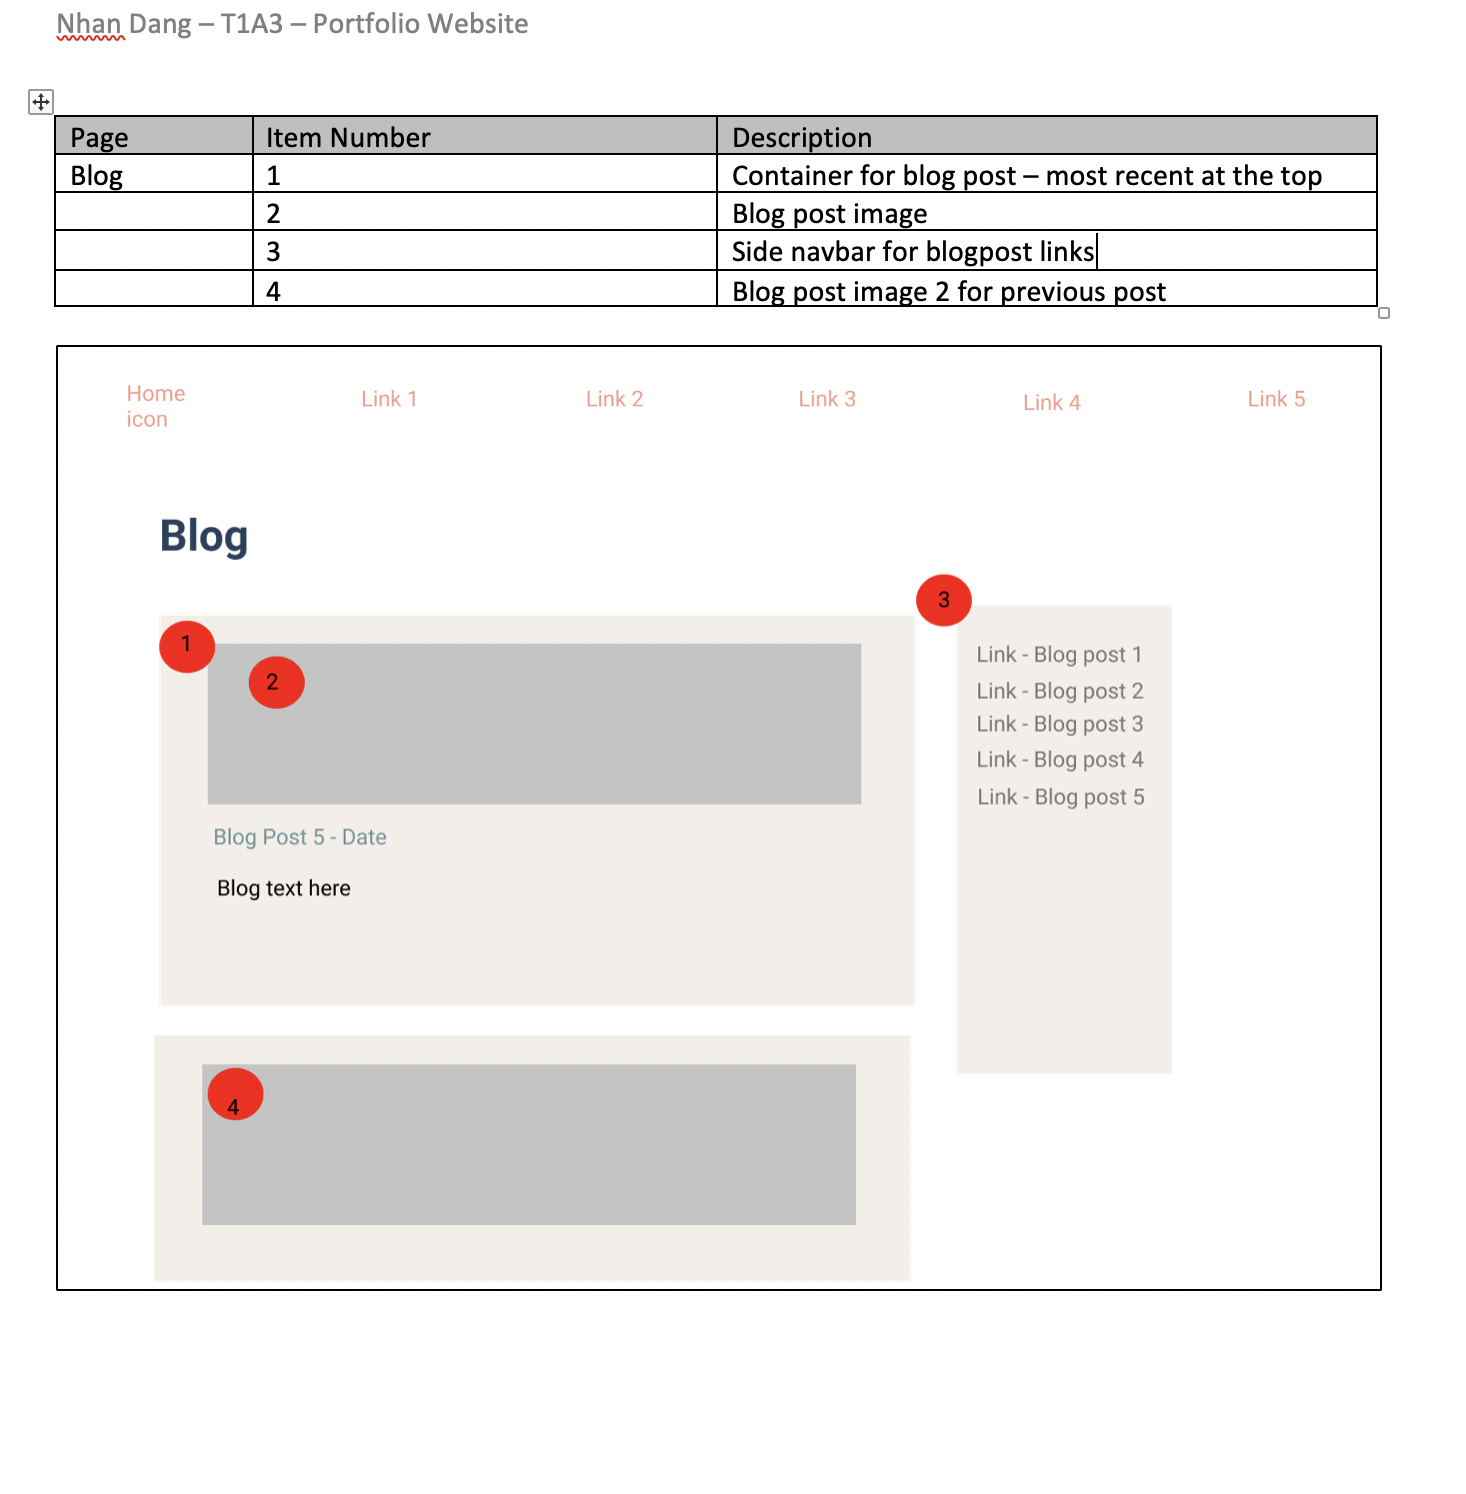 Nhan Dang – T1A3 – Portfolio Website
Page Item Number Description
Blog 1 Container for blog post – most recent at the top
2 Blog post image
3 Side navbar for blogpost links
4 Blog post image 2 for previous post
Home
icon
Link 1
Link 2
Link 3
Link 4
Link 5
Blog
1
2
Blog Post 5 - Date
Blog text here
3
Link - Blog post 1
Link - Blog post 2
Link - Blog post 3
Link - Blog post 4
Link - Blog post 5
4